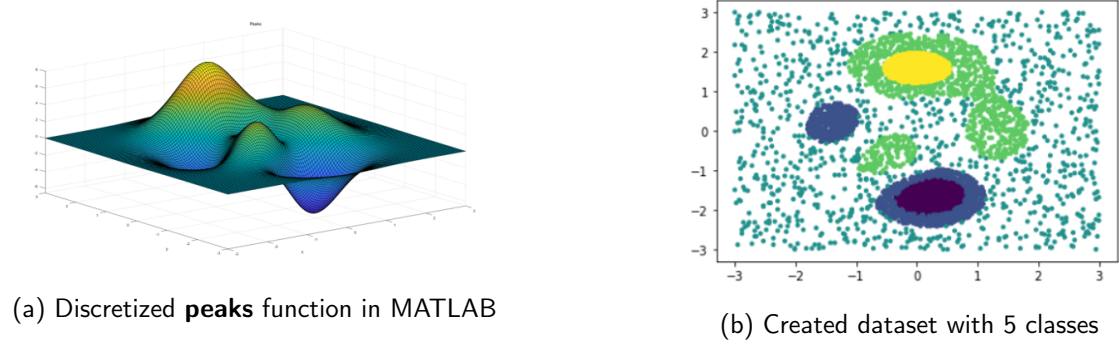 Peaks
3
2
1
0
−1
−2
−3
−3 −2 −1 0 1 2 3
(a) Discretized peaks function in MATLAB
(b) Created dataset with 5 classes